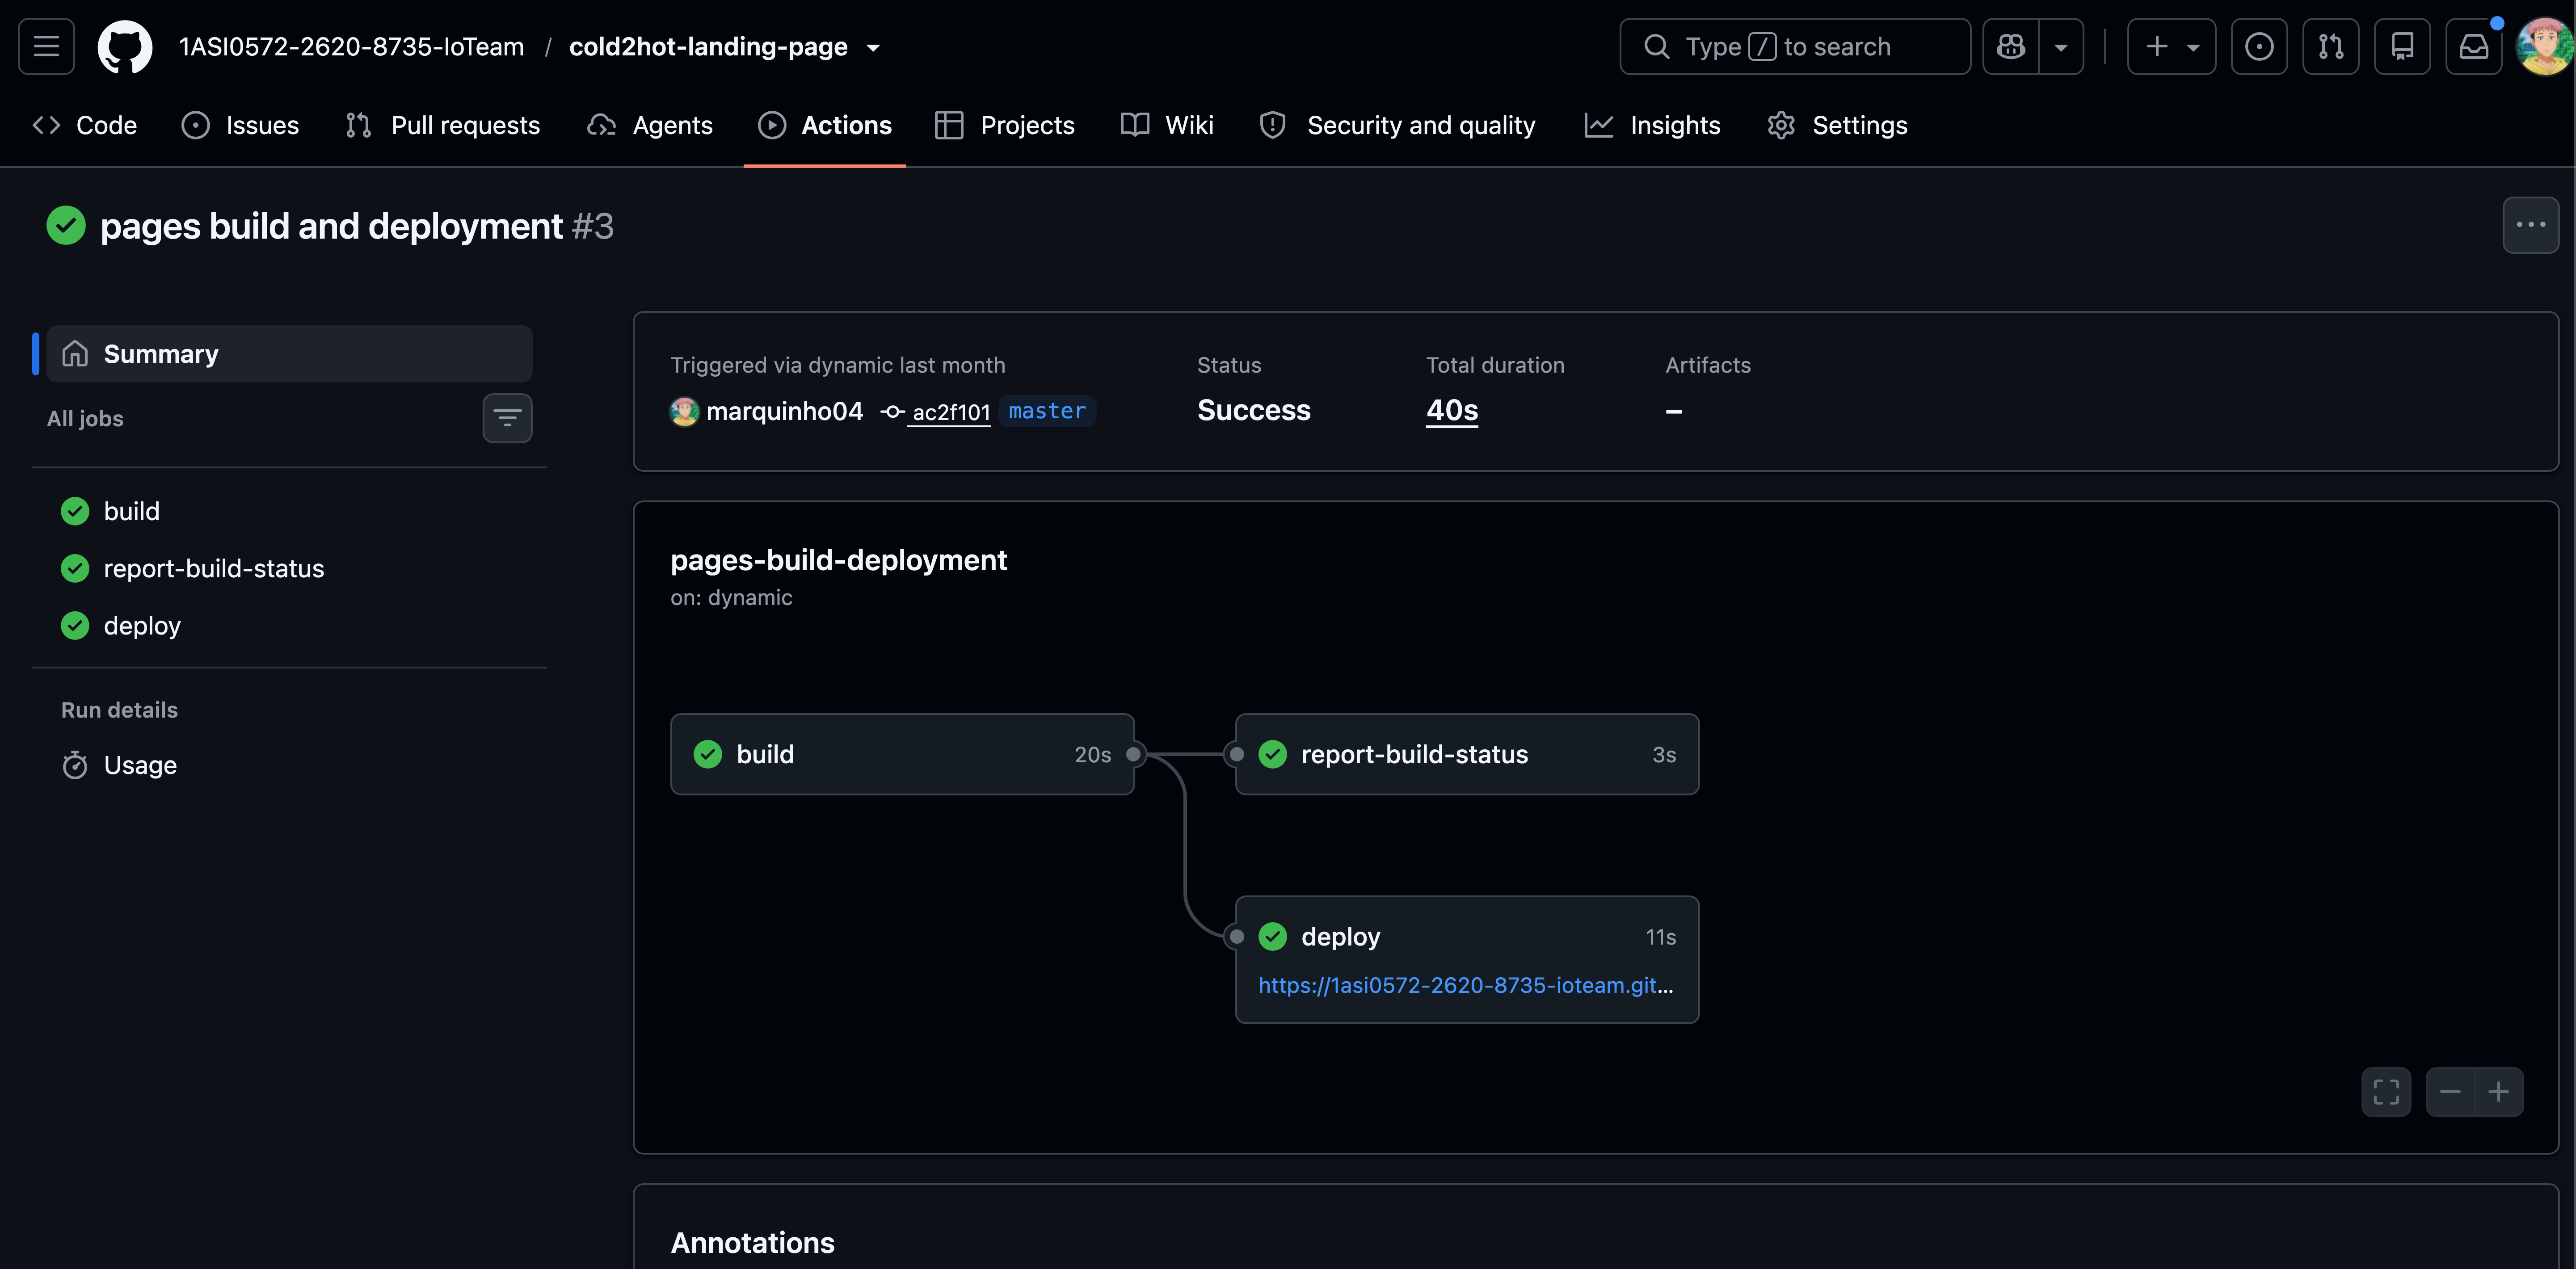 1ASI0572-2620-8735-IoTeam / cold2hot-landing-page
Type / to search
Code Issues Pull requests Agents Actions Projects Wiki Security and quality Insights Settings
pages build and deployment #3
Summary
All jobs
build
report-build-status
deploy
Run details
Usage
Triggered via dynamic last month
marquinho04 ac2f101 master
Status
Success
Total duration
40s
Artifacts
–
pages-build-deployment
on: dynamic
build 20s
report-build-status 3s
deploy 11s
https://1asi0572-2620-8735-ioteam.git...
Annotations